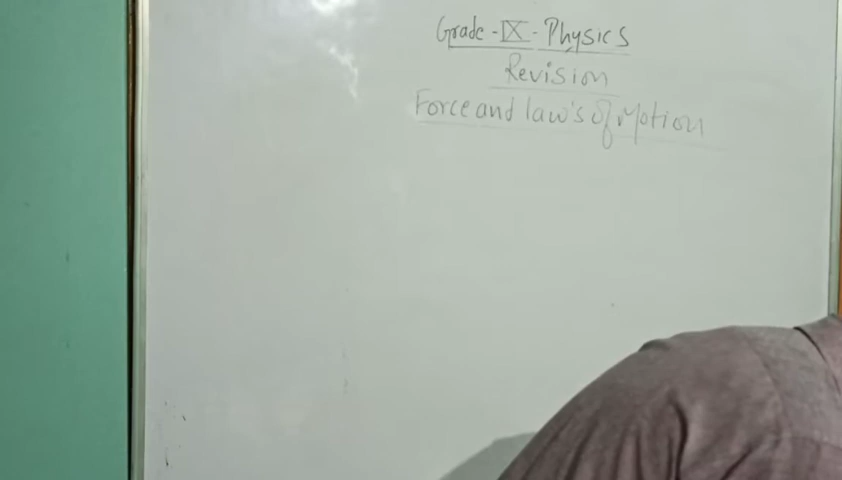 Grade - IX - Physics
Revision
Force and law's of Motion